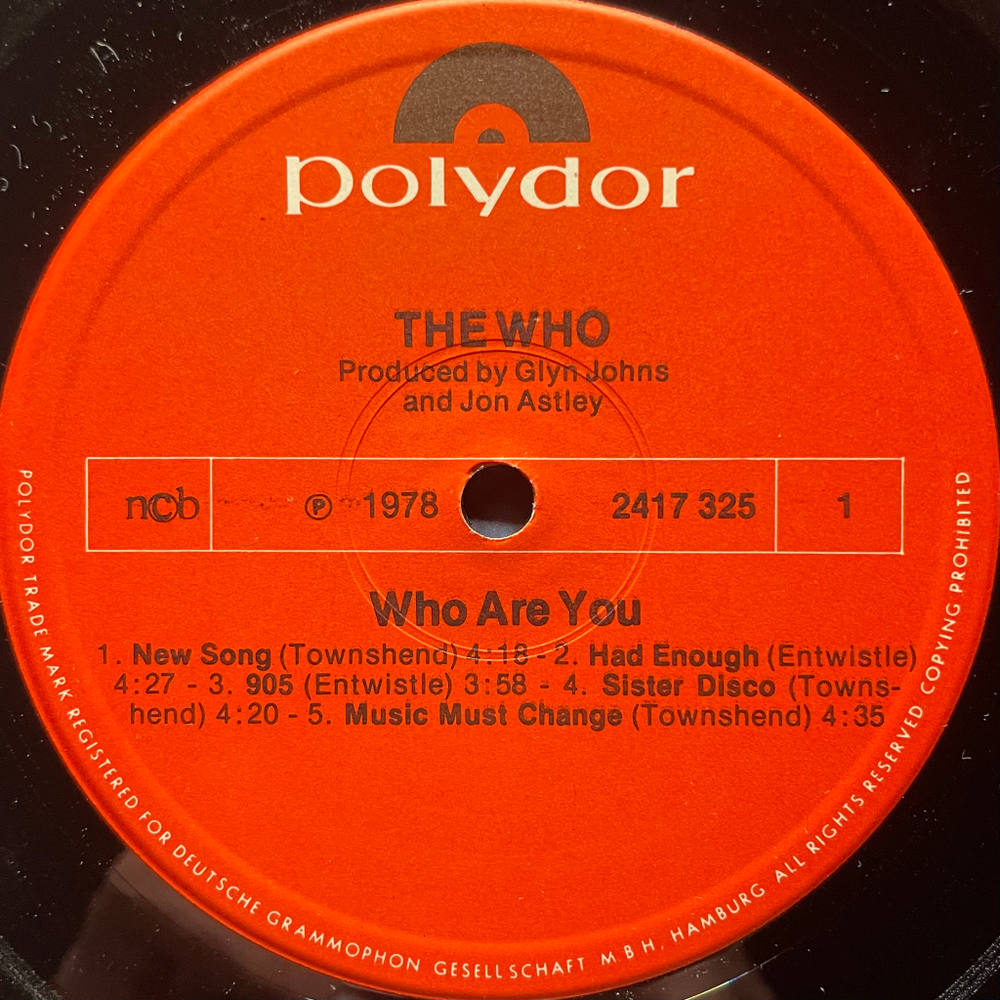 polydor
THE WHO
Produced by Glyn Johns
and Jon Astley
ncb ℗ 1978 2417 325 1
Who Are You
1. New Song (Townshend) 4:18 - 2. Had Enough (Entwistle)
4:27 - 3. 905 (Entwistle) 3:58 - 4. Sister Disco (Towns-
hend) 4:20 - 5. Music Must Change (Townshend) 4:35
POLYDOR TRADE MARK REGISTERED FOR DEUTSCHE GRAMMOPHON GESELLSCHAFT M B H, HAMBURG ALL RIGHTS RESERVED COPYING PROHIBITED